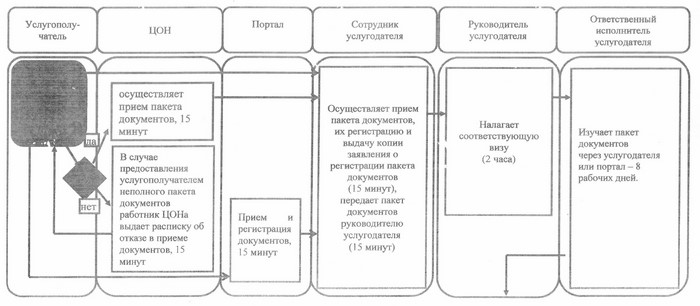 Услугополу-
чатель
ЦОН
Портал
Сотрудник
услугодателя
Руководитель
услугодателя
Ответственный
исполнитель
услугодателя
да
нет
осуществляет
прием пакета
документов, 15
минут
В случае
предоставления
услугополучателем
неполного пакета
документов
работник ЦОНа
выдает расписку об
отказе в приеме
документов, 15
минут
Прием и
регистрация
документов,
15 минут
Осуществляет прием
пакета документов,
их регистрацию и
выдачу копии
заявления о
регистрации пакета
документов
(15 минут),
передает пакет
документов
руководителю
услугодателя
(15 минут)
Налагает
соответствующую
визу
(2 часа)
Изучает пакет
документов
через услугодателя
или портал – 8
рабочих дней.